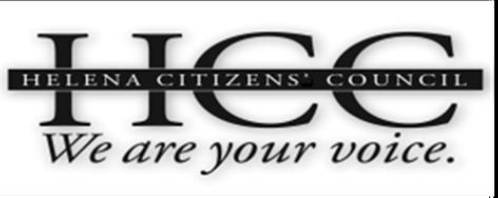 HCC
HELENA CITIZENS' COUNCIL
We are your voice.